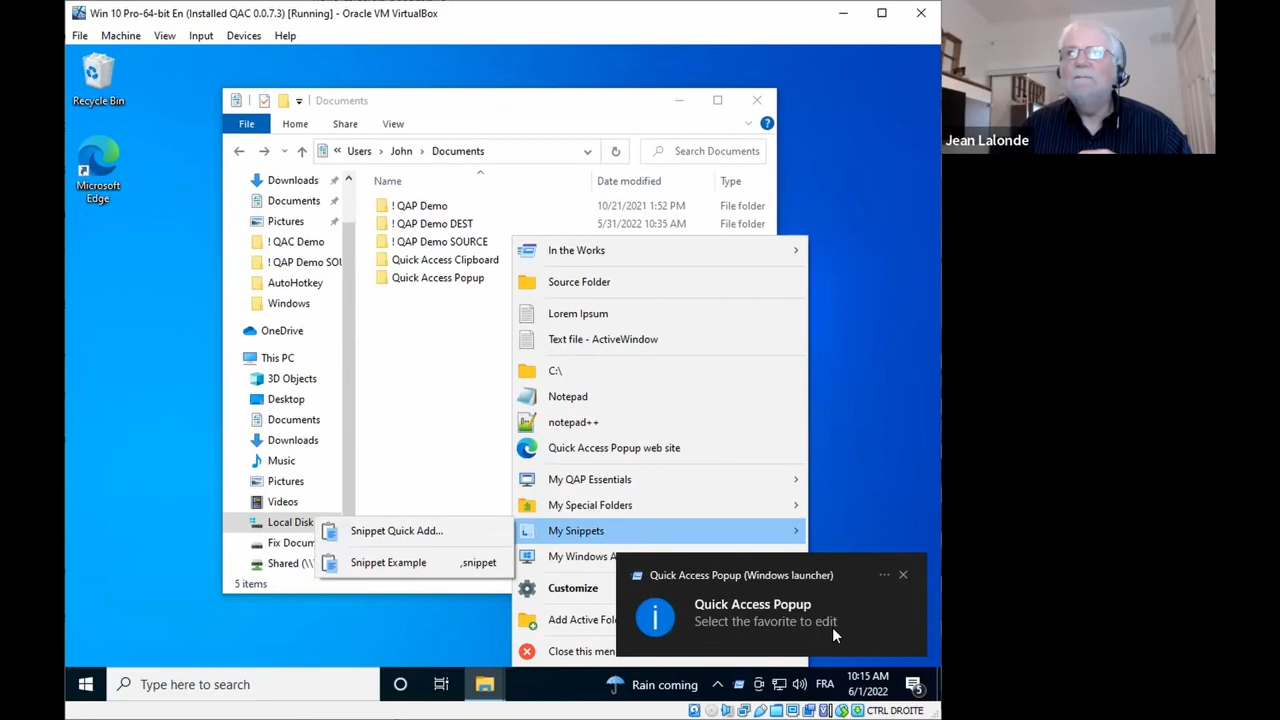 Win 10 Pro-64-bit En (Installed QAC 0.0.7.3) [Running] - Oracle VM VirtualBox
File Machine View Input Devices Help
Recycle Bin
Microsoft
Edge
Documents
File Home Share View
« Users > John > Documents
Search Documents
Name Date modified Type
Downloads
Documents
Pictures
! QAC Demo
! QAP Demo SOU
AutoHotkey
Windows
OneDrive
This PC
3D Objects
Desktop
Documents
Downloads
Music
Pictures
Videos
Local Disk
Fix Docum
Shared (\\
5 items
! QAP Demo 10/21/2021 1:52 PM File folder
! QAP Demo DEST 5/31/2022 10:35 AM File folder
! QAP Demo SOURCE
Quick Access Clipboard
Quick Access Popup
In the Works
Source Folder
Lorem Ipsum
Text file - ActiveWindow
C:\
Notepad
notepad++
Quick Access Popup web site
My QAP Essentials
My Special Folders
My Snippets
My Windows A
Customize
Add Active Fol
Close this men
Snippet Quick Add...
Snippet Example ,snippet
Quick Access Popup (Windows launcher)
Quick Access Popup
Select the favorite to edit
Type here to search
Rain coming
FRA
10:15 AM
6/1/2022
5
CTRL DROITE
Jean Lalonde